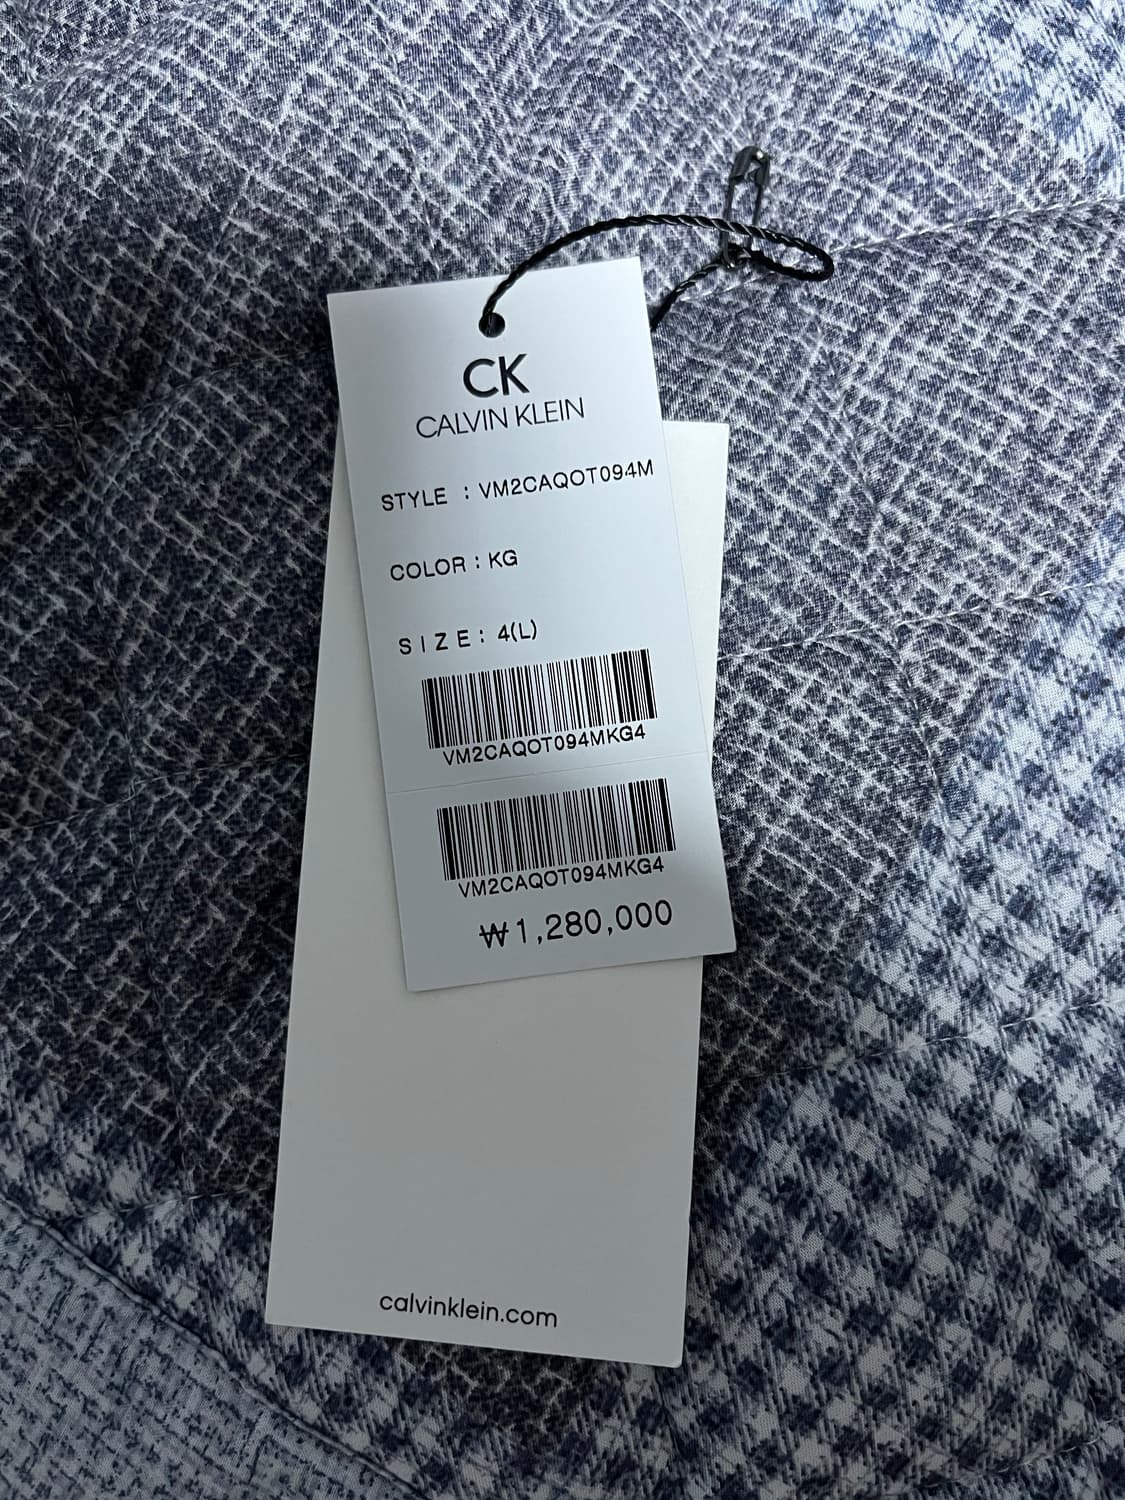 CK
CALVIN KLEIN
STYLE : VM2CAQOT094M
COLOR : KG
SIZE : 4(L)
VM2CAQOT094MKG4
VM2CAQOT094MKG4
₩1,280,000
calvinklein.com